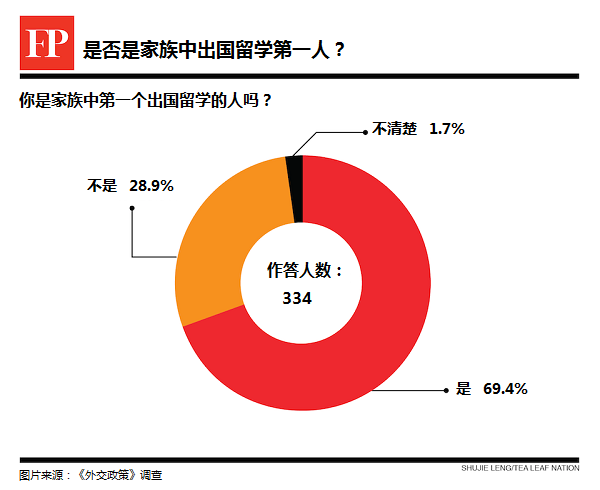 FP
是否是家族中出国留学第一人？
你是家族中第一个出国留学的人吗？
不清楚 1.7%
不是 28.9%
作答人数：
334
是 69.4%
SHUJIE LENG/TEA LEAF NATION
图片来源：《外交政策》调查